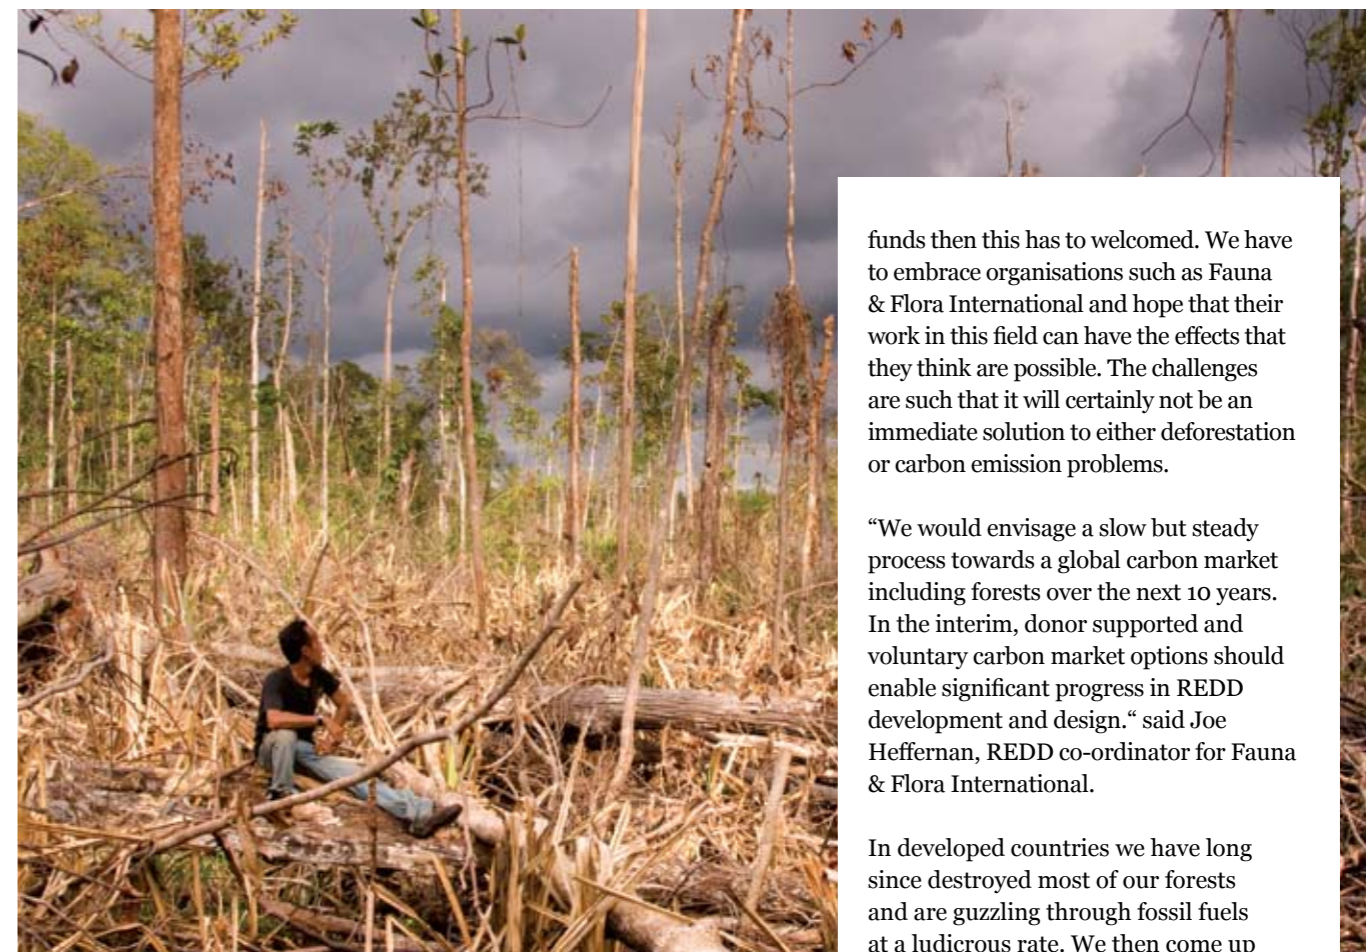 funds then this has to welcomed. We have
to embrace organisations such as Fauna
& Flora International and hope that their
work in this field can have the effects that
they think are possible. The challenges
are such that it will certainly not be an
immediate solution to either deforestation
or carbon emission problems.
“We would envisage a slow but steady
process towards a global carbon market
including forests over the next 10 years.
In the interim, donor supported and
voluntary carbon market options should
enable significant progress in REDD
development and design.“ said Joe
Heffernan, REDD co-ordinator for Fauna
& Flora International.
In developed countries we have long
since destroyed most of our forests
and are guzzling through fossil fuels
at a ludicrous rate. We then come up